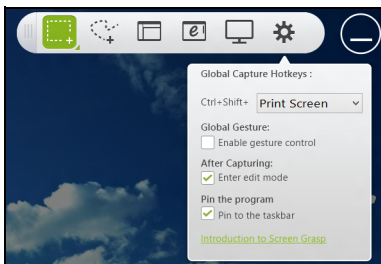 Global Capture Hotkeys :
Ctrl+Shift+ Print Screen
Global Gesture:
Enable gesture control
After Capturing:
Enter edit mode
Pin the program
Pin to the taskbar
Introduction to Screen Grasp